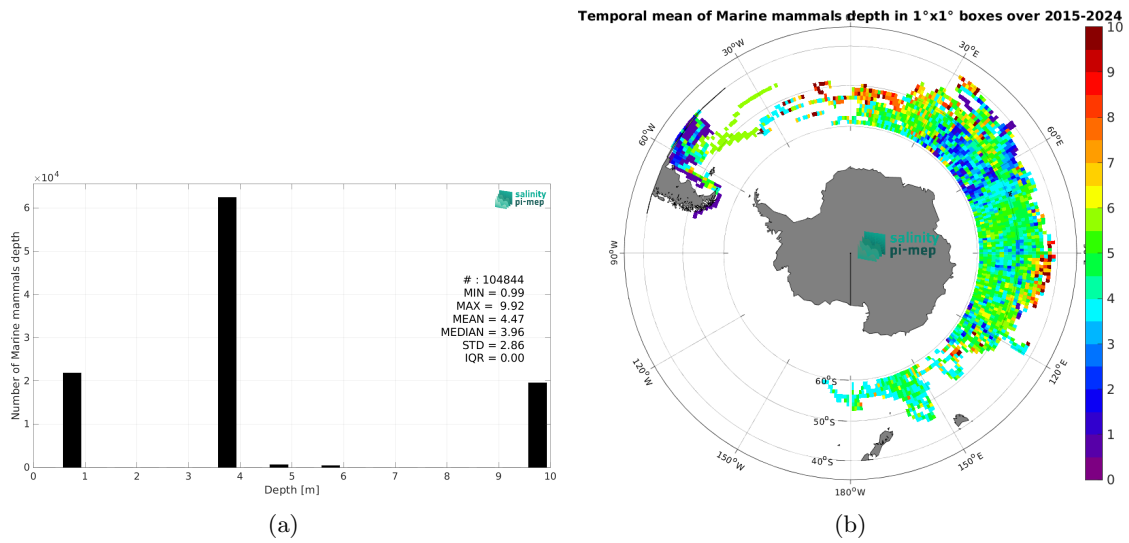 ×10⁴
6
5
4
3
2
1
0
Number of Marine mammals depth
salinity
pi-mep
# : 104844
MIN = 0.99
MAX = 9.92
MEAN = 4.47
MEDIAN = 3.96
STD = 2.86
IQR = 0.00
0 1 2 3 4 5 6 7 8 9 10
Depth [m]
(a)
Temporal mean of Marine mammals depth in 1°x1° boxes over 2015-2024
30°W
30°E
60°W
60°E
90°W
120°W
120°E
150°W
150°E
180°W
60°S
50°S
40°S
salinity
pi-mep
10
9
8
7
6
5
4
3
2
1
0
(b)